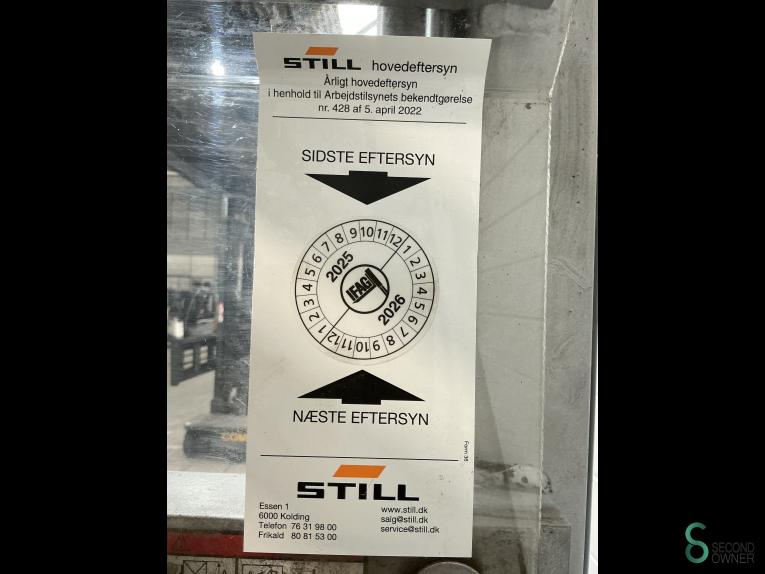 STILL hovedeftersyn
Årligt hovedeftersyn
i henhold til Arbejdstilsynets bekendtgørelse
nr. 428 af 5. april 2022
SIDSTE EFTERSYN
1 2 3 4 5 6 7 8 9 10 11 12
2025
IFAG
2026
1 2 3 4 5 6 7 8 9 10 11 12
NÆSTE EFTERSYN
Form 36
STILL
Essen 1
6000 Kolding
Telefon 76 31 98 00
Frikald 80 81 53 00
www.still.dk
salg@still.dk
service@still.dk
SECOND
OWNER